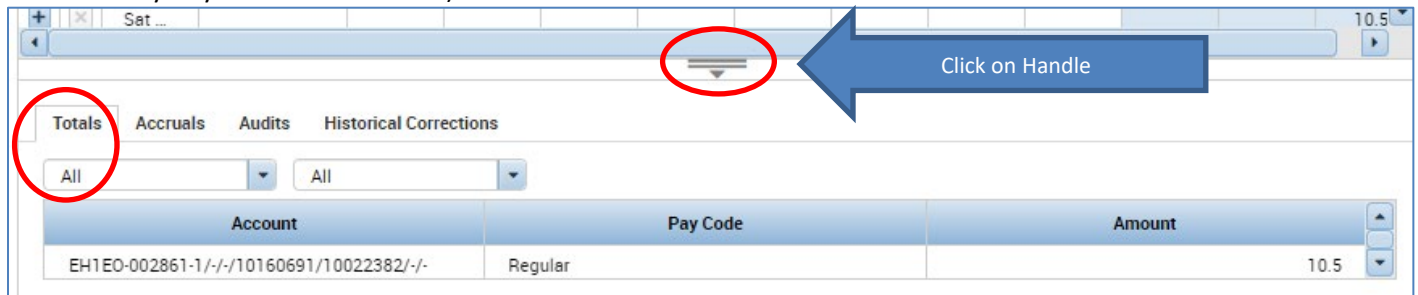 Sat ... 10.5
Click on Handle
Totals Accruals Audits Historical Corrections
All All
Account Pay Code Amount
EH1EO-002861-1/-/-/10160691/10022382/-/- Regular 10.5